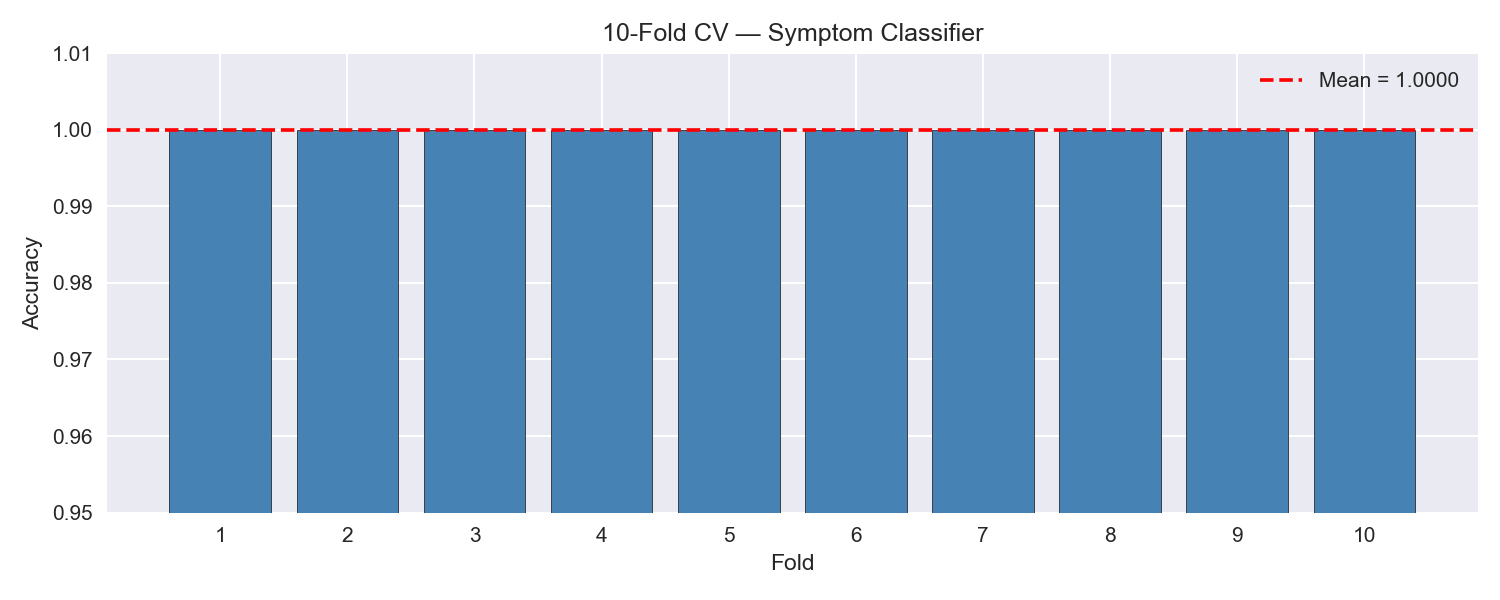 10-Fold CV — Symptom Classifier
Mean = 1.0000
Accuracy
1.01
1.00
0.99
0.98
0.97
0.96
0.95
1 2 3 4 5 6 7 8 9 10
Fold